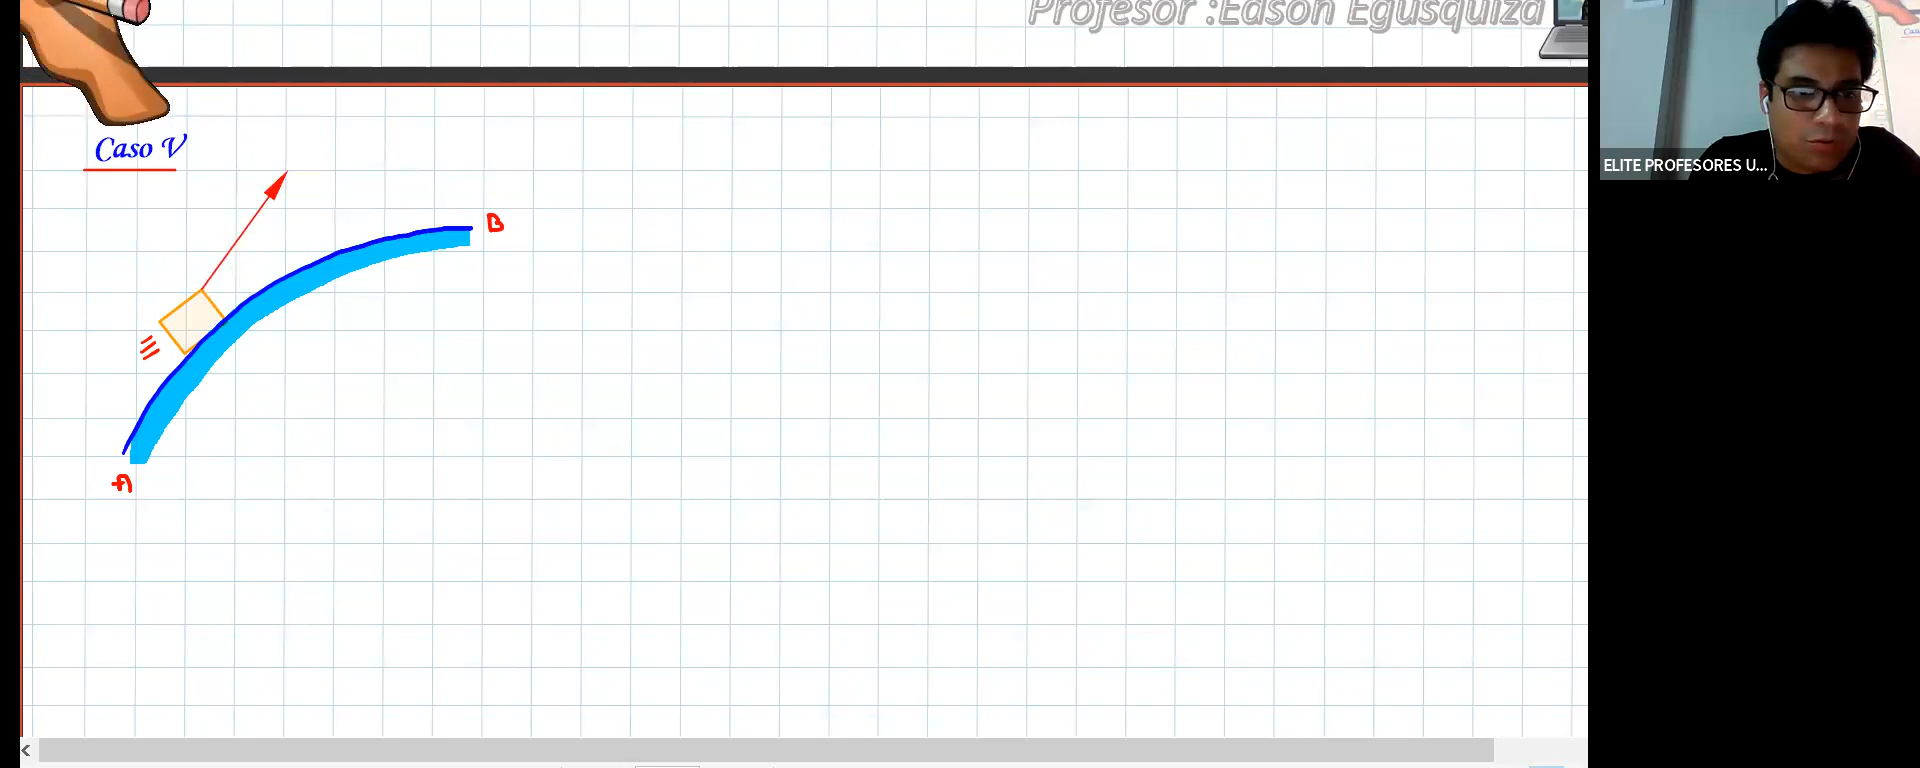 Profesor :Edson Egusquiza
ELITE PROFESORES U...
Caso V
B
A